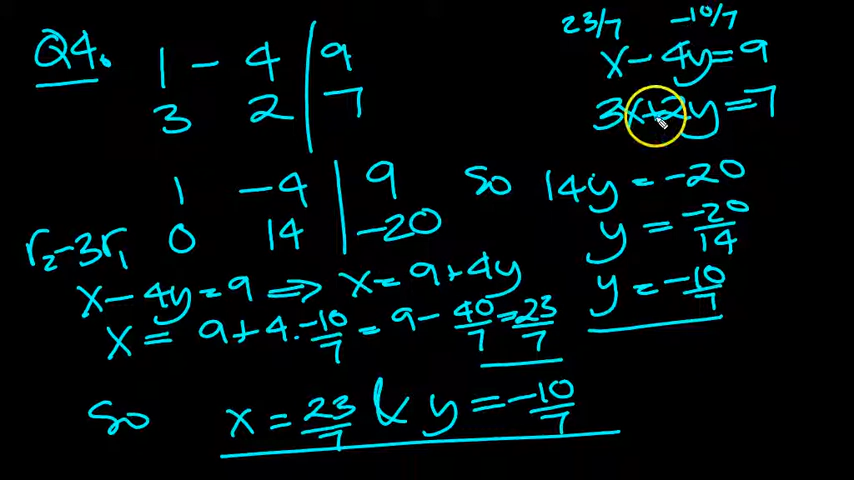 Q4.
1 -4 | 9
3 2 | 7
23/7 -10/7
x-4y=9
3x+2y=7
1 -4 | 9 so 14y = -20
r₂-3r₁ 0 14 | -20
y = -20/14
x-4y=9 ⟹ x=9+4y
y = -10/7
x = 9+4.-10/7 = 9 - 40/7 = 23/7
So x = 23/7 & y = -10/7